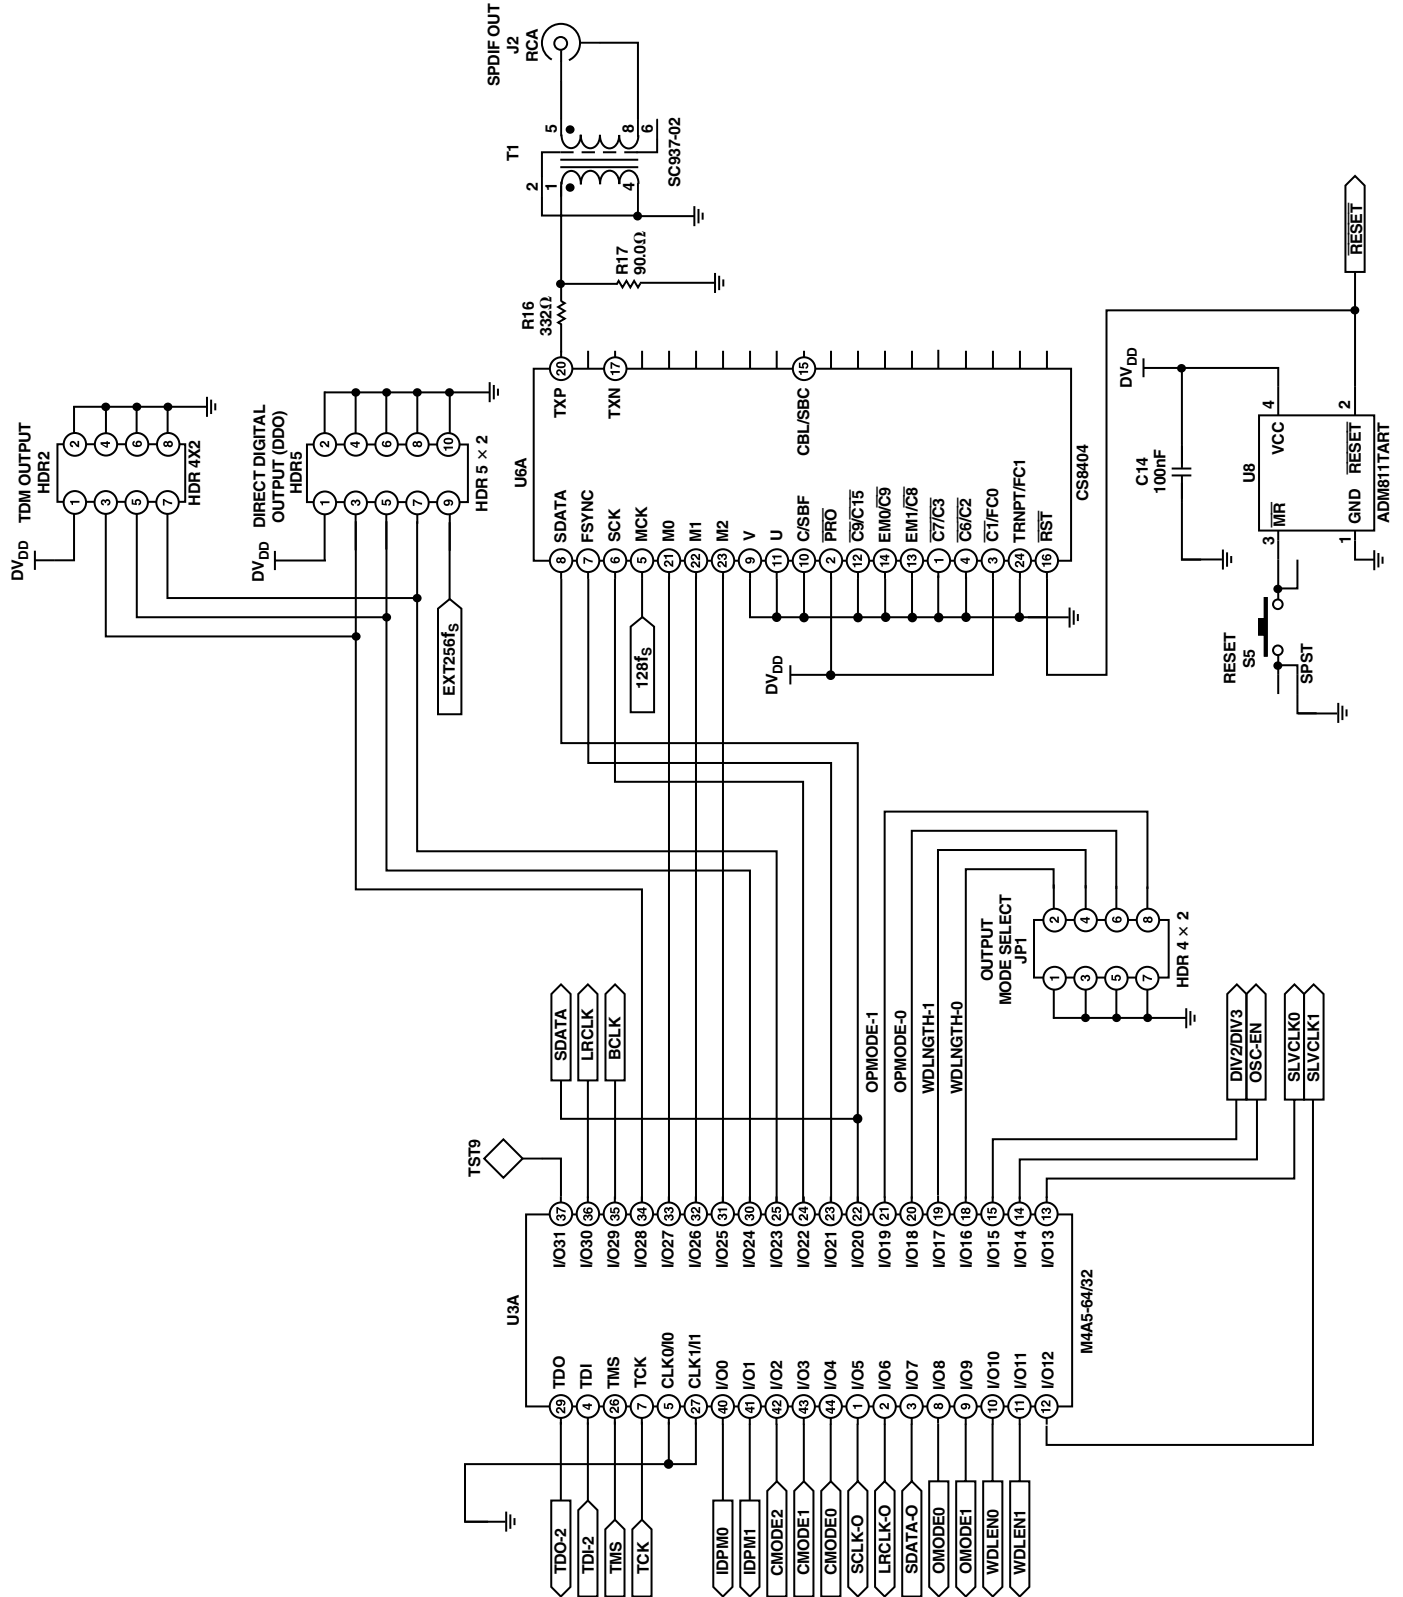 SPDIF OUT
J2
RCA
T1
5
8
6
2
1
4
SC937-02
R17
90.0Ω
R16
332Ω
TDM OUTPUT
HDR2
2
4
6
8
1
3
5
7
HDR 4X2
DVDD
DIRECT DIGITAL
OUTPUT (DDO)
HDR5
2
4
6
8
10
1
3
5
7
9
HDR 5 × 2
DVDD
EXT256fS
U6A
20
TXP
17
TXN
15
CBL/SBC
CS8404
SDATA
8
FSYNC
7
SCK
6
MCK
5
M0
21
M1
22
M2
23
V
9
U
11
C/SBF
10
PRO
2
C9/C15
12
EM0/C9
14
EM1/C8
13
C7/C3
1
C6/C2
4
C1/FC0
3
TRNPT/FC1
24
RST
16
128fS
DVDD
RESET
DVDD
C14
100nF
U8
4
VCC
2
RESET
3
MR
1
GND
ADM811TART
RESET
S5
SPST
OUTPUT
MODE SELECT
JP1
2
4
6
8
1
3
5
7
HDR 4 × 2
SDATA
LRCLK
BCLK
OPMODE-1
OPMODE-0
WDLNGTH-1
WDLNGTH-0
DIV2/DIV3
OSC-EN
SLVCLK0
SLVCLK1
TST9
U3A
37
I/O31
36
I/O30
35
I/O29
34
I/O28
33
I/O27
32
I/O26
31
I/O25
30
I/O24
25
I/O23
24
I/O22
23
I/O21
22
I/O20
21
I/O19
20
I/O18
19
I/O17
18
I/O16
15
I/O15
14
I/O14
13
I/O13
M4A5-64/32
TDO
29
TDI
4
TMS
26
TCK
7
CLK0/I0
5
CLK1/I1
27
I/O0
40
I/O1
41
I/O2
42
I/O3
43
I/O4
44
I/O5
1
I/O6
2
I/O7
3
I/O8
8
I/O9
9
I/O10
10
I/O11
11
I/O12
12
TDO-2
TDI-2
TMS
TCK
IDPM0
IDPM1
CMODE2
CMODE1
CMODE0
SCLK-O
LRCLK-O
SDATA-O
OMODE0
OMODE1
WDLEN0
WDLEN1